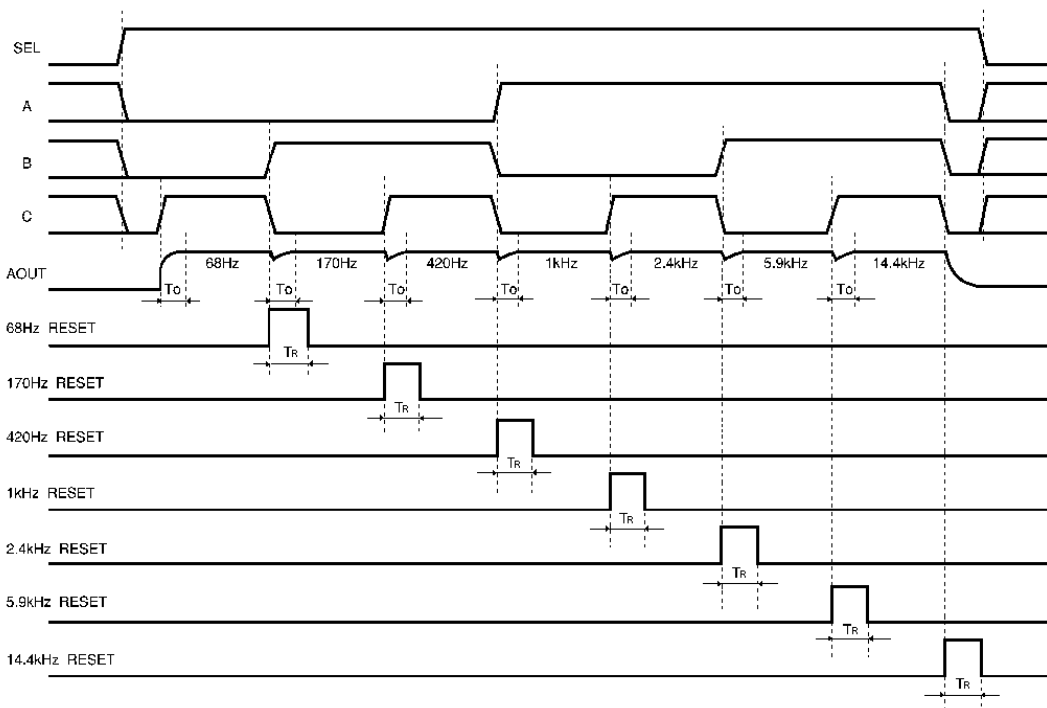 SEL
A
B
C
AOUT
68Hz 170Hz 420Hz 1kHz 2.4kHz 5.9kHz 14.4kHz
To To To To To To To
68Hz RESET
TR
170Hz RESET
TR
420Hz RESET
TR
1kHz RESET
TR
2.4kHz RESET
TR
5.9kHz RESET
TR
14.4kHz RESET
TR